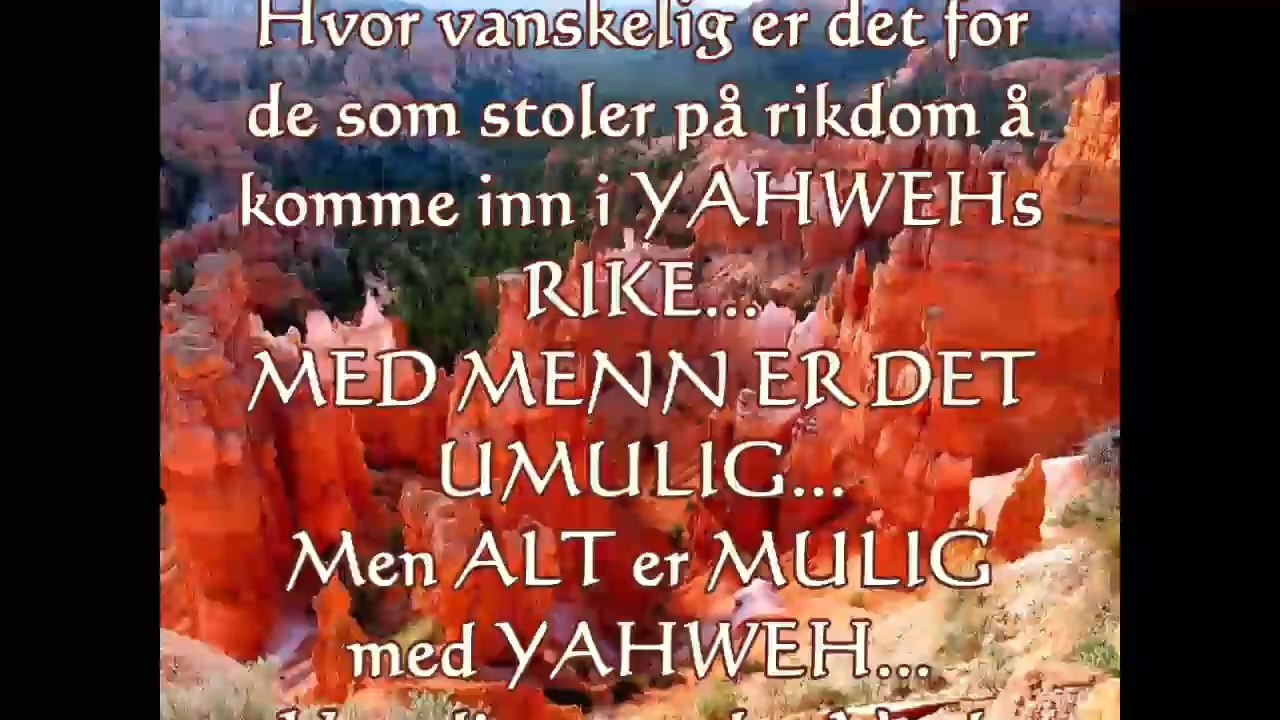 Hvor vanskelig er det for
de som stoler på rikdom å
komme inn i YAHWEHs
RIKE...
MED MENN ER DET
UMULIG...
Men ALT er MULIG
med YAHWEH...